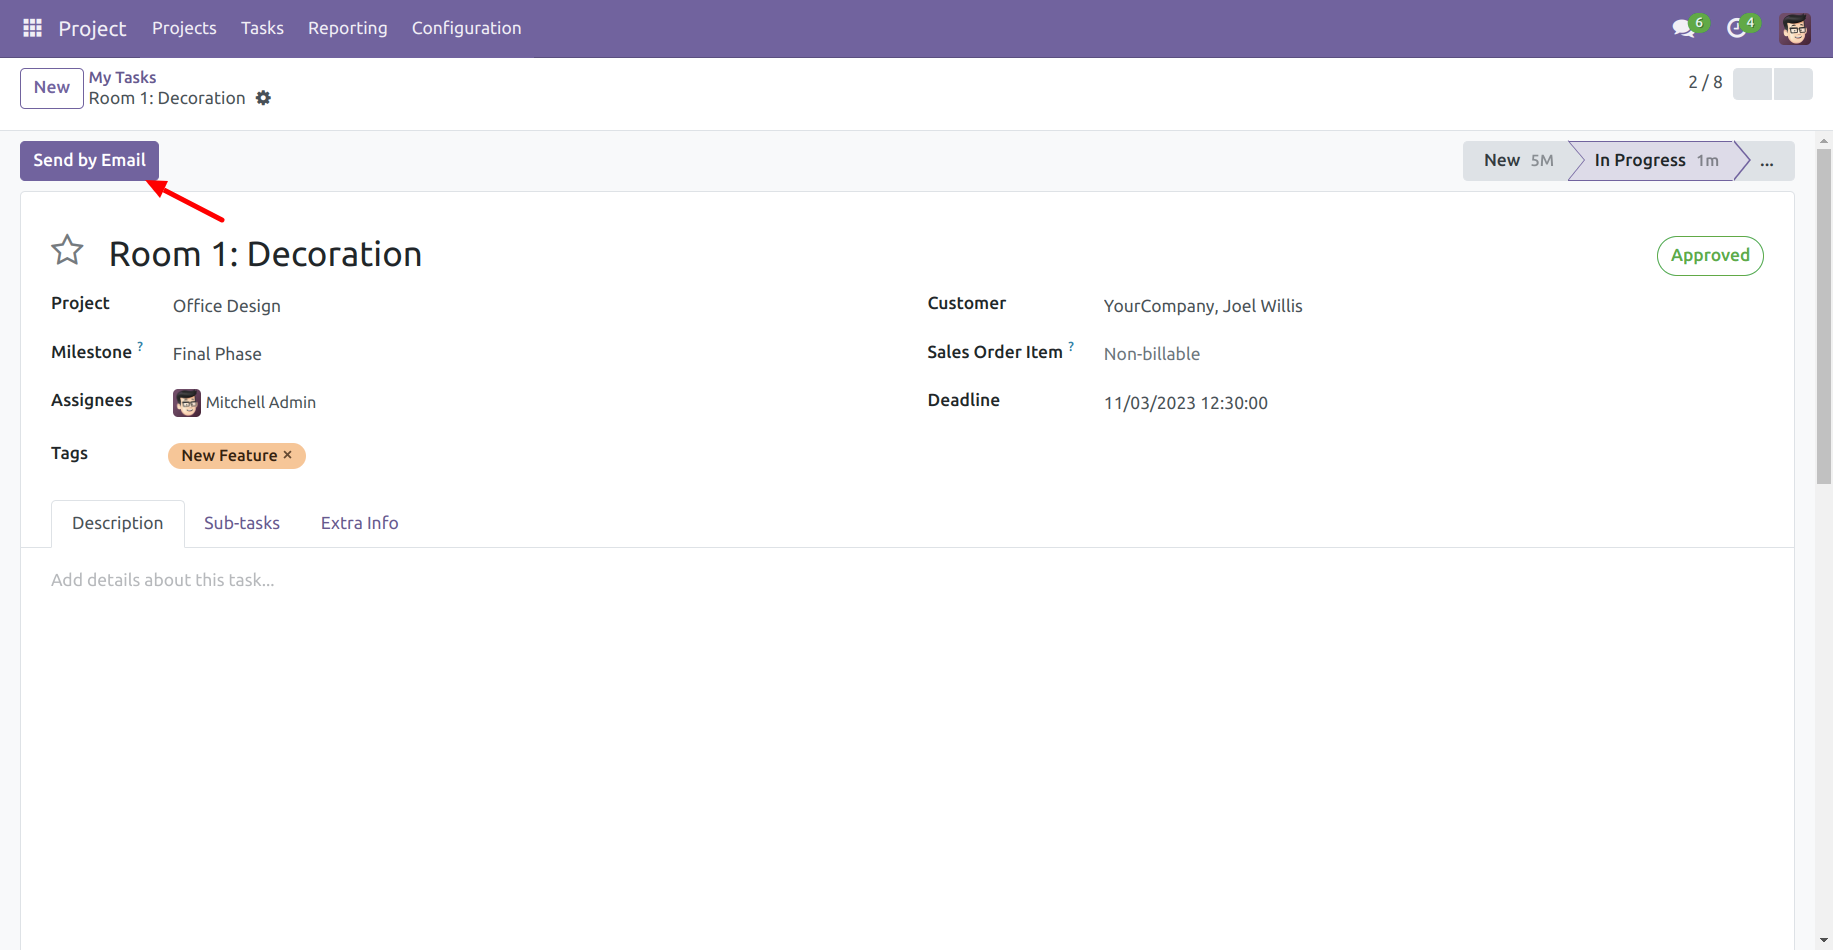 Project Projects Tasks Reporting Configuration 6 4
New My Tasks
Room 1: Decoration
2 / 8
Send by Email
New 5M In Progress 1m ...
Room 1: Decoration
Approved
Project Office Design Customer YourCompany, Joel Willis
Milestone ? Final Phase Sales Order Item ? Non-billable
Assignees Mitchell Admin Deadline 11/03/2023 12:30:00
Tags New Feature ×
Description Sub-tasks Extra Info
Add details about this task...